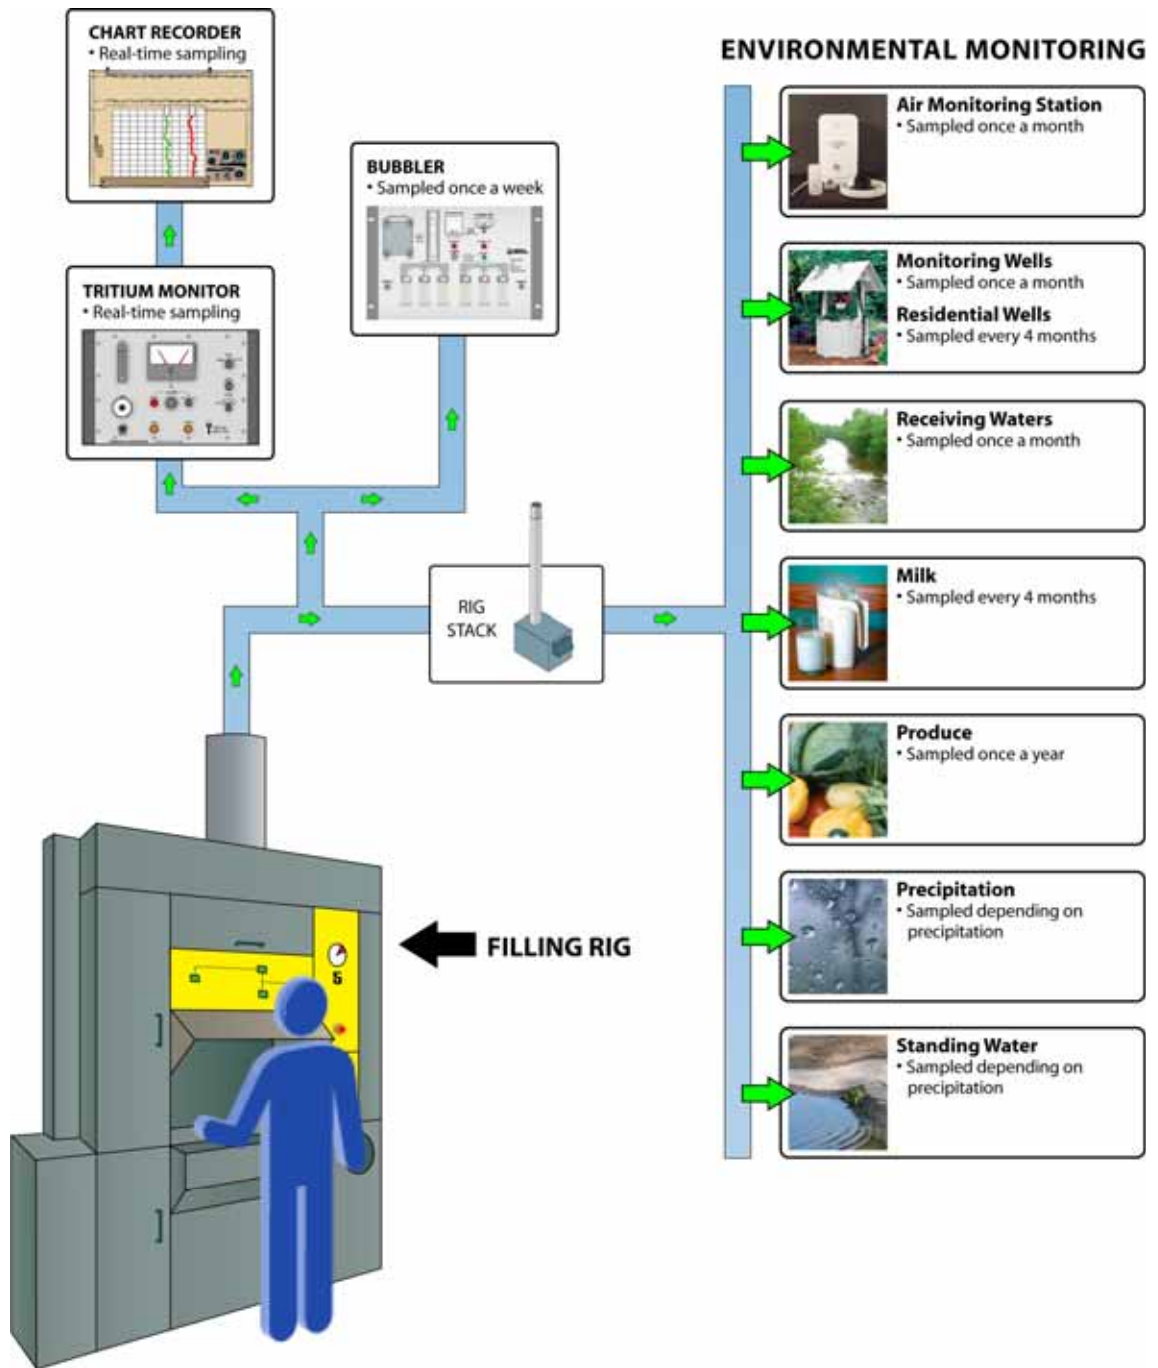 CHART RECORDER
• Real-time sampling
ENVIRONMENTAL MONITORING
Air Monitoring Station
• Sampled once a month
BUBBLER
• Sampled once a week
Monitoring Wells
• Sampled once a month
Residential Wells
• Sampled every 4 months
TRITIUM MONITOR
• Real-time sampling
Receiving Waters
• Sampled once a month
RIG
STACK
Milk
• Sampled every 4 months
Produce
• Sampled once a year
Precipitation
• Sampled depending on
precipitation
FILLING RIG
5
Standing Water
• Sampled depending on
precipitation